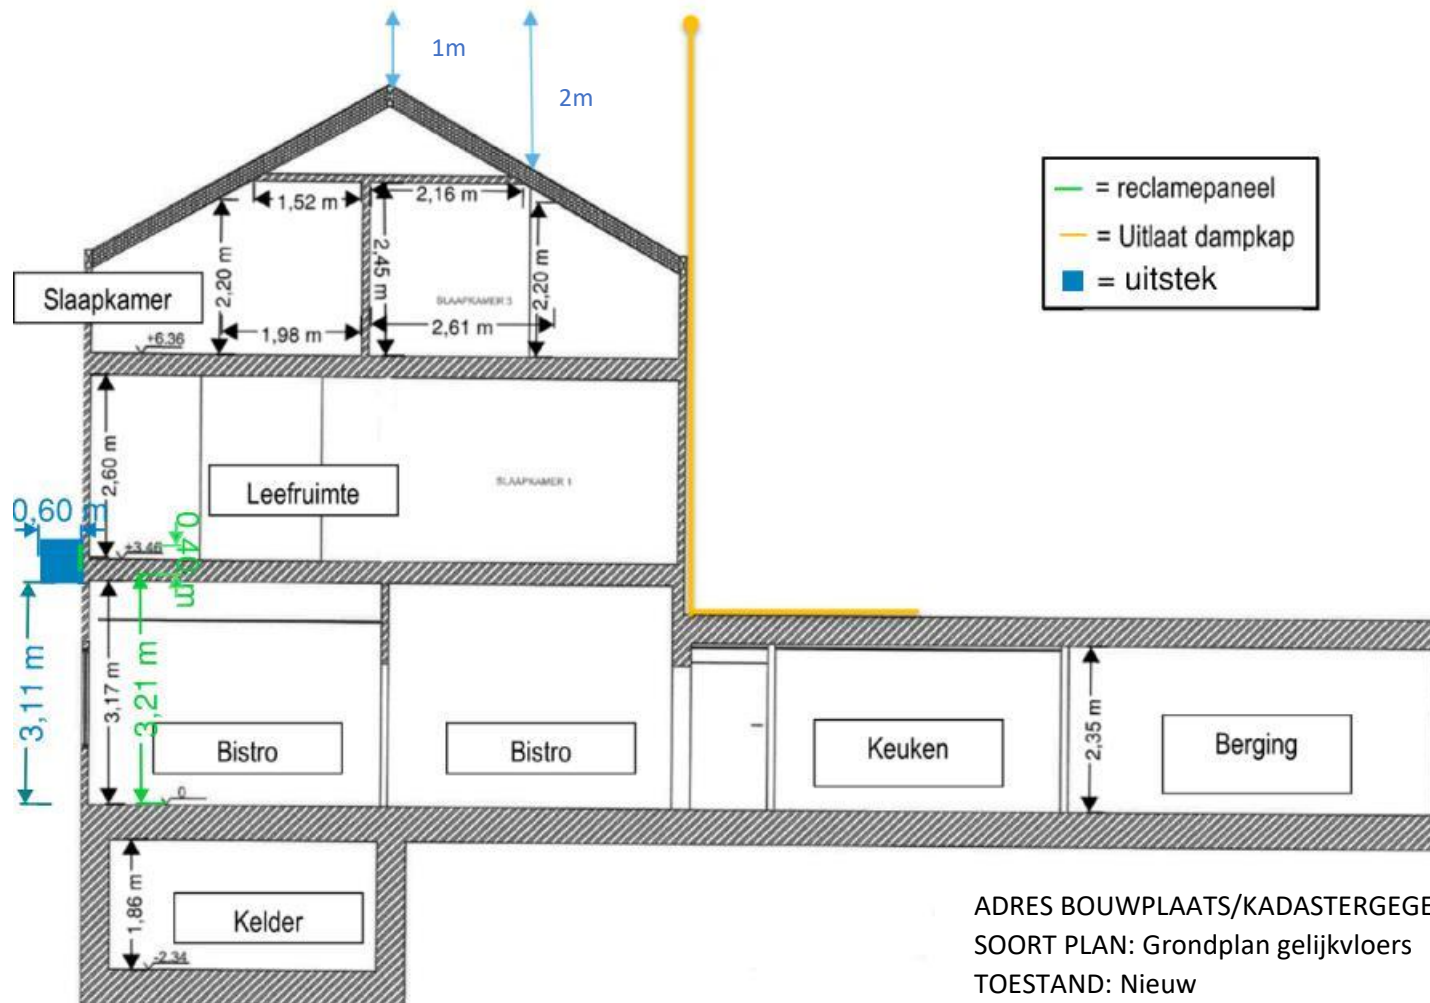 1m
2m
= reclamepaneel
= Uitlaat dampkap
= uitstek
1,52 m
2,16 m
2,20 m
2,45 m
SLAAPKAMER 3
2,20 m
Slaapkamer
1,98 m
2,61 m
+6.36
2,60 m
Leefruimte
SLAAPKAMER 1
0,60 m
+3.46
0,40 m
3,11 m
3,17 m
3,21 m
Bistro
Bistro
Keuken
2,35 m
Berging
0
1,86 m
Kelder
-2.34
ADRES BOUWPLAATS/KADASTERGEGE
SOORT PLAN: Grondplan gelijkvloers
TOESTAND: Nieuw